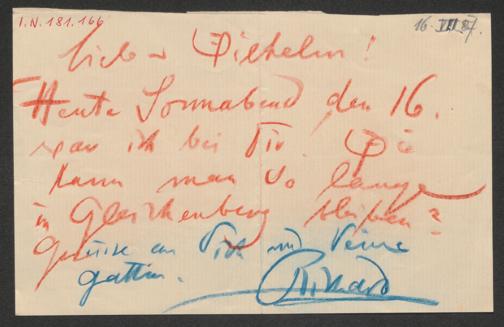 I.N. 181.166
16. VII 87.
Lieber Wilhelm!
Heute Sonnabend den 16.
war ich bei Dir! Wie
kann man so lange
in Gleichenberg bleiben?
Grüsse an Dich und Deine
Gattin.
Richard